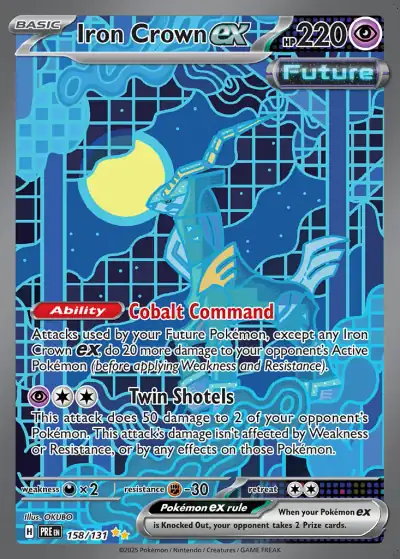 BASIC
Iron Crown ex
HP 220
Future
Ability Cobalt Command
Attacks used by your Future Pokémon, except any Iron
Crown ex, do 20 more damage to your opponent's Active
Pokémon (before applying Weakness and Resistance).
Twin Shotels
This attack does 50 damage to 2 of your opponent's
Pokémon. This attack's damage isn't affected by Weakness
or Resistance, or by any effects on those Pokémon.
weakness ×2 resistance -30 retreat
Illus. OKUBO
H PRE EN 158/131
Pokémon ex rule
When your Pokémon ex
is Knocked Out, your opponent takes 2 Prize cards.
©2025 Pokémon / Nintendo / Creatures / GAME FREAK